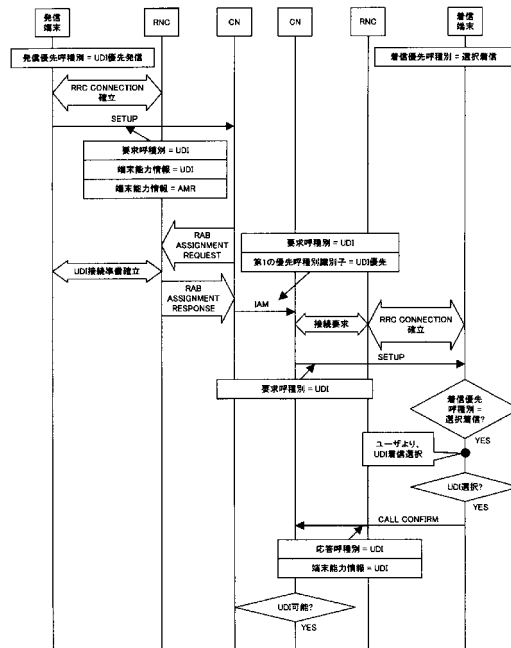 発信
端末
RNC
CN
CN
RNC
着信
端末
発信優先呼種別 = UDI優先発信
着信優先呼種別 = 選択着信
RRC CONNECTION
確立
SETUP
要求呼種別 = UDI
端末能力情報 = UDI
端末能力情報 = AMR
RAB
ASSIGNMENT
REQUEST
要求呼種別 = UDI
第1の優先呼種別識別子 = UDI優先
UDI接続準備確立
RAB
ASSIGNMENT
RESPONSE
IAM
接続要求
RRC CONNECTION
確立
SETUP
要求呼種別 = UDI
着信優先
呼種別 =
選択着信?
YES
ユーザより、
UDI着信選択
UDI選択?
YES
CALL CONFIRM
応答呼種別 = UDI
端末能力情報 = UDI
UDI可能?
YES